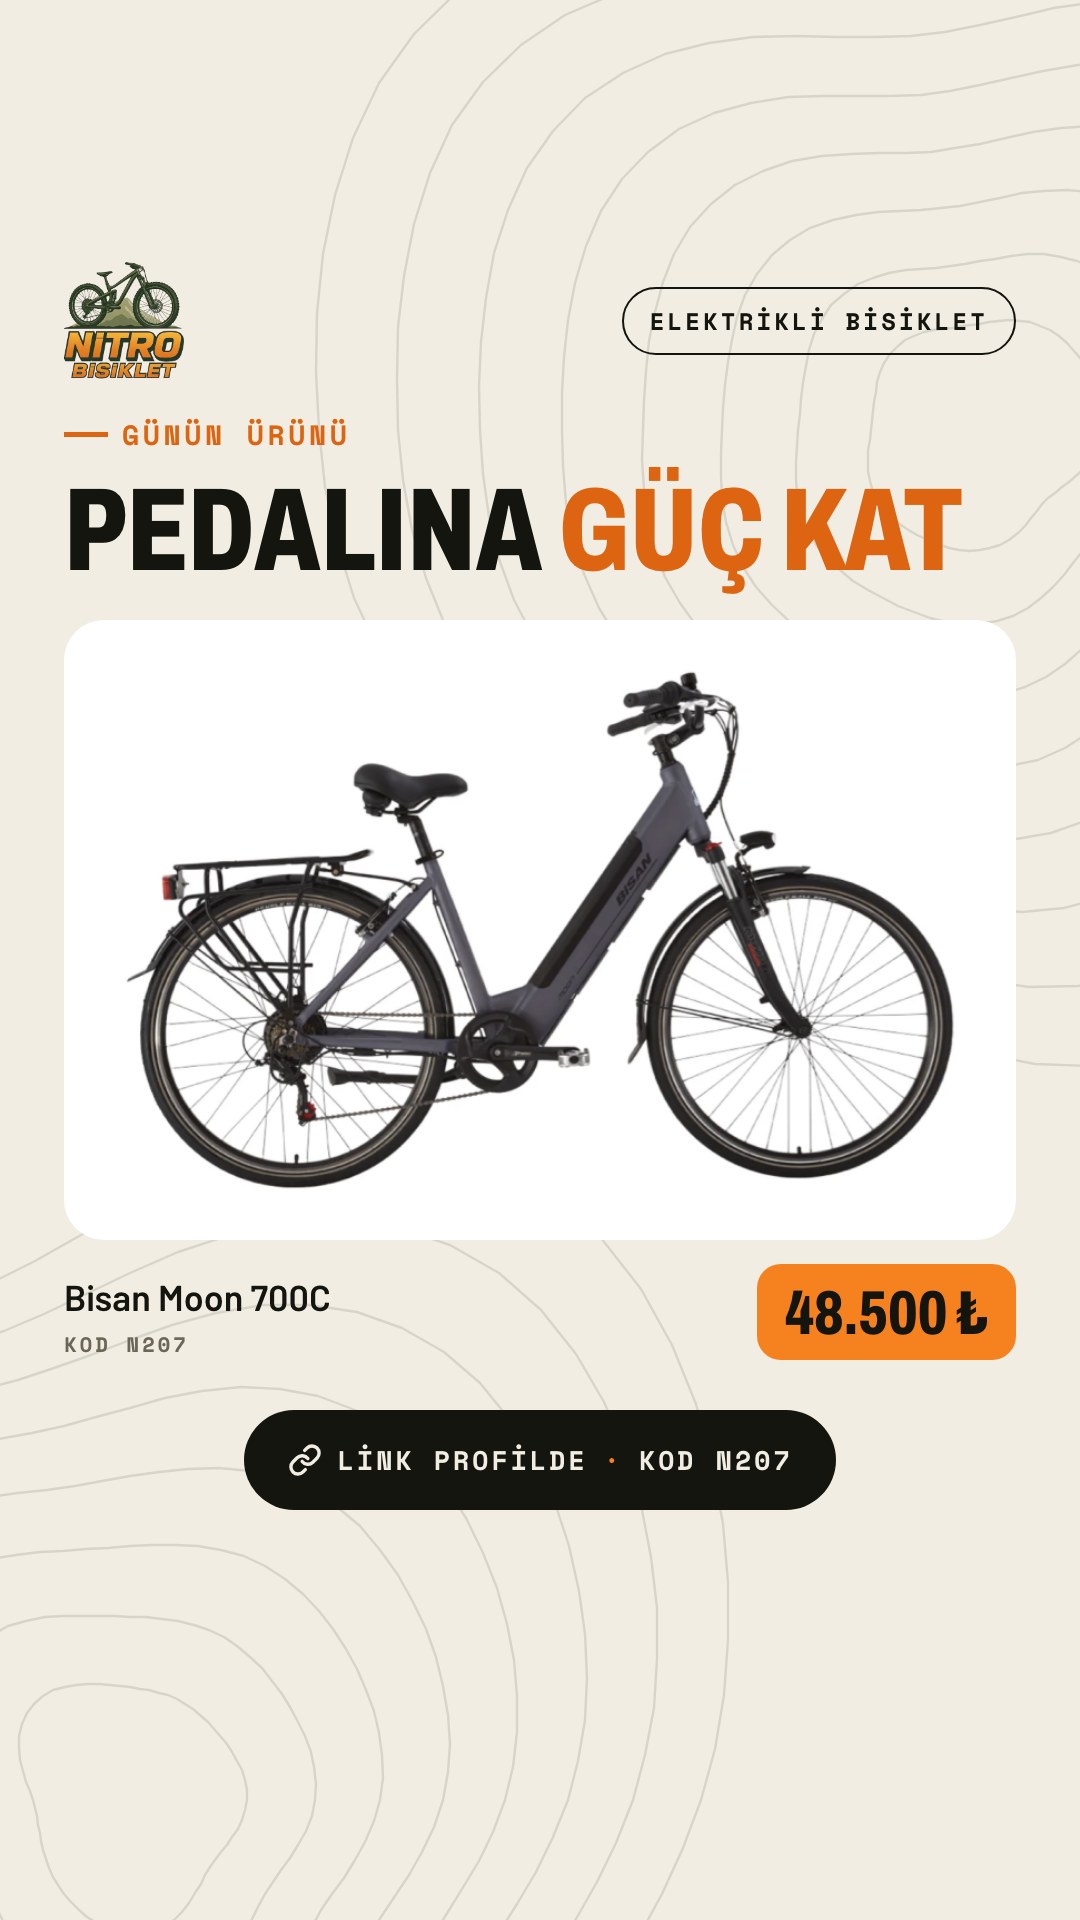 NiTRO
BISIKLET
ELEKTRİKLİ BİSİKLET
GÜNÜN ÜRÜNÜ
PEDALINA GÜÇ KAT
BiSAN
Bisan Moon 700C
KOD N207
48.500 ₺
LİNK PROFİLDE · KOD N207